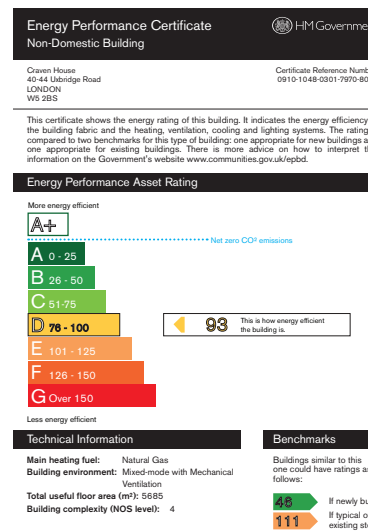 Energy Performance Certificate
HM Governme
Non-Domestic Building
Craven House
40-44 Uxbridge Road
LONDON
W5 2BS
Certificate Reference Numb
0910-1048-0301-7970-80
This certificate shows the energy rating of this building. It indicates the energy efficiency
the building fabric and the heating, ventilation, cooling and lighting systems. The rating
compared to two benchmarks for this type of building: one appropriate for new buildings a
one appropriate for existing buildings. There is more advice on how to interpret t
information on the Government's website www.communities.gov.uk/epbd.
Energy Performance Asset Rating
More energy efficient
A+
Net zero CO² emissions
A 0 - 25
B 26 - 50
C 51-75
D 76 - 100
93 This is how energy efficient
the building is.
E 101 - 125
F 126 - 150
G Over 150
Less energy efficient
Technical Information
Main heating fuel: Natural Gas
Building environment: Mixed-mode with Mechanical
Ventilation
Total useful floor area (m²): 5685
Building complexity (NOS level): 4
Benchmarks
Buildings similar to this
one could have ratings as
follows:
46 If newly bu
111 If typical o
existing sto